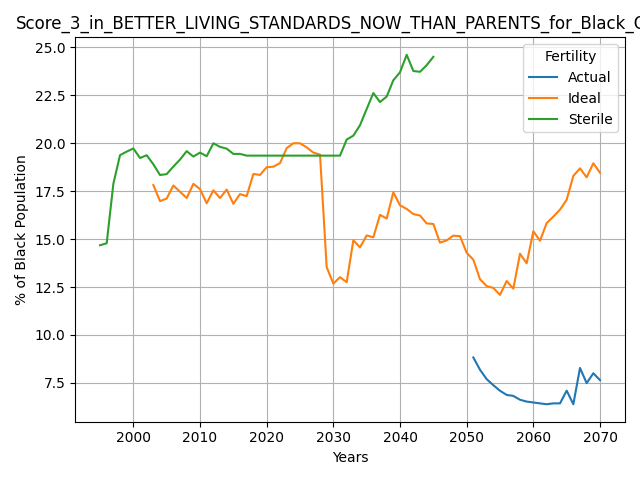 Score_3_in_BETTER_LIVING_STANDARDS_NOW_THAN_PARENTS_for_Black_
Fertility
Actual
Ideal
Sterile
% of Black Population
25.0
22.5
20.0
17.5
15.0
12.5
10.0
7.5
2000 2010 2020 2030 2040 2050 2060 2070
Years